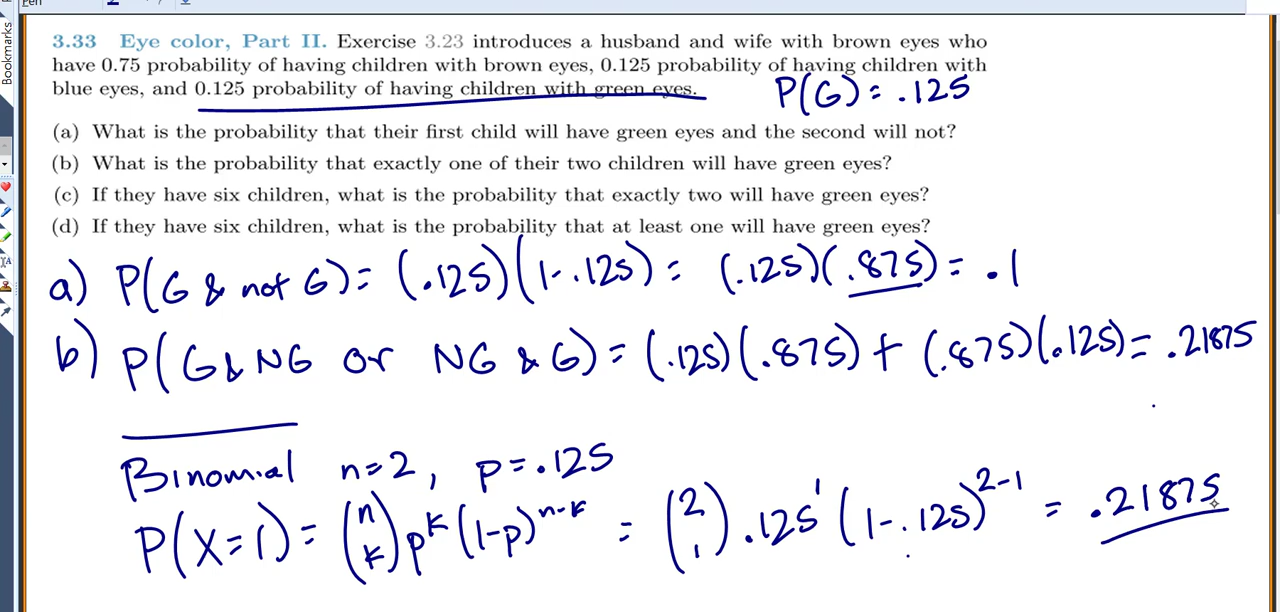 Pen
Bookmarks
3.33 Eye color, Part II. Exercise 3.23 introduces a husband and wife with brown eyes who
have 0.75 probability of having children with brown eyes, 0.125 probability of having children with
blue eyes, and 0.125 probability of having children with green eyes.
P(G) = .125
(a) What is the probability that their first child will have green eyes and the second will not?
(b) What is the probability that exactly one of their two children will have green eyes?
(c) If they have six children, what is the probability that exactly two will have green eyes?
(d) If they have six children, what is the probability that at least one will have green eyes?
a) P(G & not G) = (.125)(1-.125) = (.125)(.875) = .1
b) P(G & NG or NG & G) = (.125)(.875) + (.875)(.125) = .21875
Binomial n=2, p=.125
P(X=1) = (n k) p^k (1-p)^n-k = (2 1) .125^1 (1-.125)^2-1 = .21875